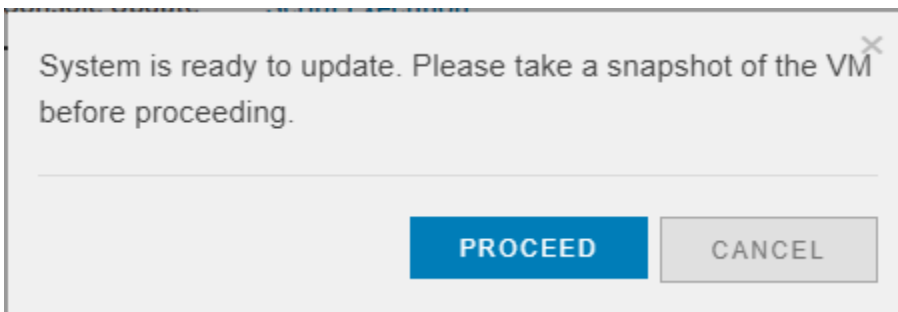 System is ready to update. Please take a snapshot of the VM
before proceeding.
PROCEED
CANCEL